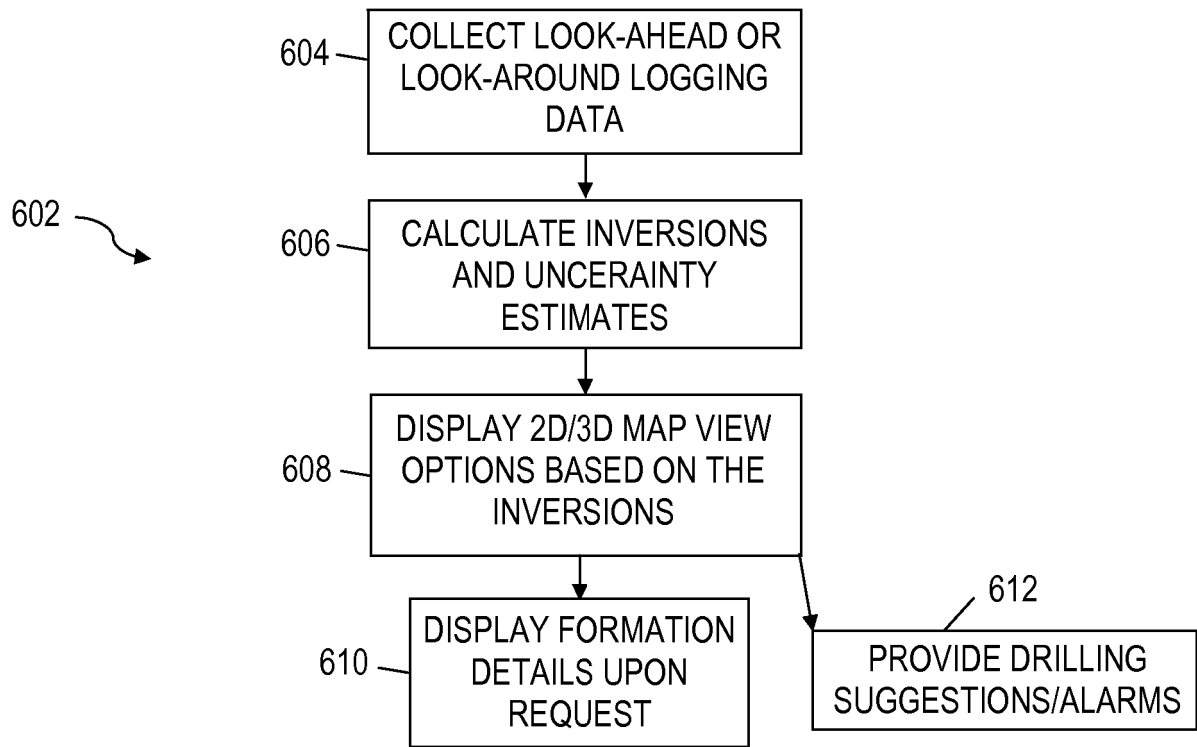 604
COLLECT LOOK-AHEAD OR
LOOK-AROUND LOGGING
DATA
602
606
CALCULATE INVERSIONS
AND UNCERAINTY
ESTIMATES
608
DISPLAY 2D/3D MAP VIEW
OPTIONS BASED ON THE
INVERSIONS
610
DISPLAY FORMATION
DETAILS UPON
REQUEST
612
PROVIDE DRILLING
SUGGESTIONS/ALARMS